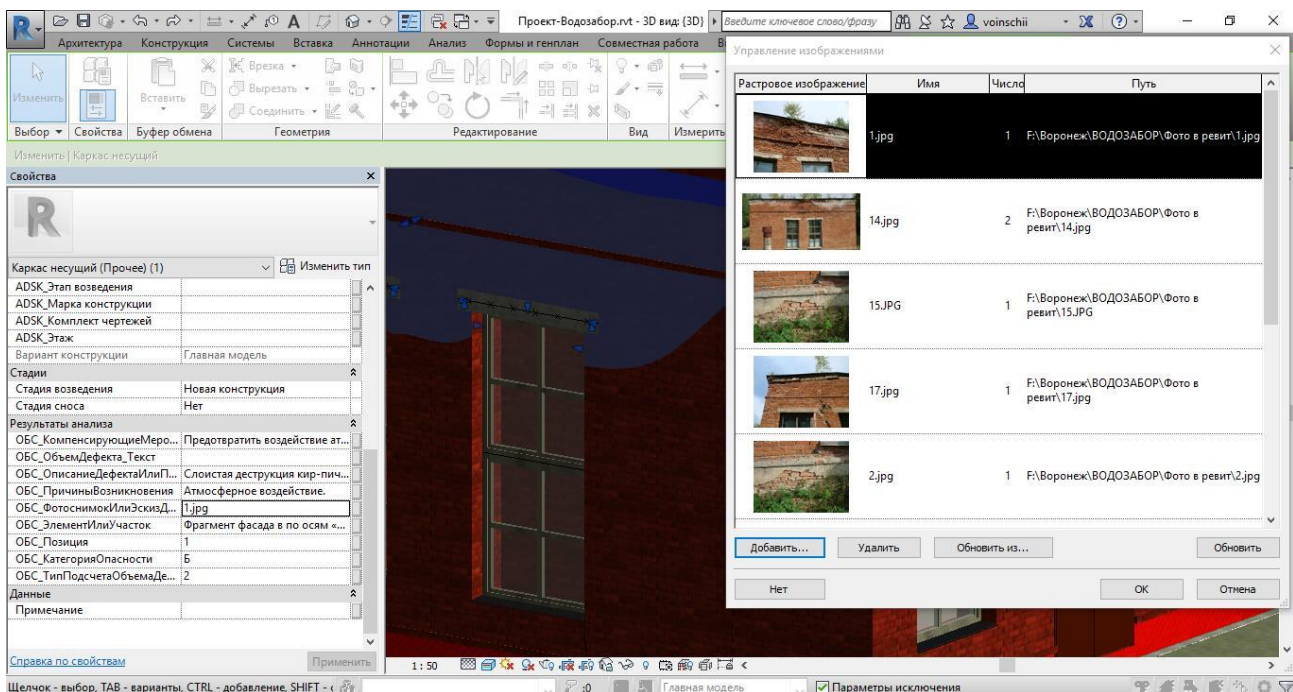 Проект-Водозабор.rvt - 3D вид: {3D}
Введите ключевое слово/фразу
voinschii
Архитектура Конструкция Системы Вставка Аннотации Анализ Формы и генплан Совместная работа
Изменить
Вставить
Врезка
Вырезать
Соединить
Выбор Свойства Буфер обмена Геометрия Редактирование Вид Измерить
Изменить | Каркас несущий
Свойства
Каркас несущий (Прочее) (1) Изменить тип
ADSK_Этап возведения
ADSK_Марка конструкции
ADSK_Комплект чертежей
ADSK_Этаж
Вариант конструкции Главная модель
Стадии
Стадия возведения Новая конструкция
Стадия сноса Нет
Результаты анализа
ОБС_КомпенсирующиеМеро... Предотвратить воздействие ат...
ОБС_ОбъемДефекта_Текст
ОБС_ОписаниеДефектаИлиП... Слоистая деструкция кир-пич...
ОБС_ПричиныВозникновения Атмосферное воздействие.
ОБС_ФотоснимокИлиЭскизД... 1.jpg
ОБС_ЭлементИлиУчасток Фрагмент фасада в по осям «...
ОБС_Позиция 1
ОБС_КатегорияОпасности Б
ОБС_ТипПодсчетаОбъемаДе... 2
Данные
Примечание
Справка по свойствам Применить
Управление изображениями
Растровое изображение Имя Число Путь
1.jpg 1 F:\Воронеж\ВОДОЗАБОР\Фото в ревит\1.jpg
14.jpg 2 F:\Воронеж\ВОДОЗАБОР\Фото в
ревит\14.jpg
15.JPG 1 F:\Воронеж\ВОДОЗАБОР\Фото в
ревит\15.JPG
17.jpg 1 F:\Воронеж\ВОДОЗАБОР\Фото в
ревит\17.jpg
2.jpg 1 F:\Воронеж\ВОДОЗАБОР\Фото в ревит\2.jpg
Добавить... Удалить Обновить из... Обновить
Нет OK Отмена
1 : 50
Щелчок - выбор, TAB - варианты, CTRL - добавление, SHIFT - :0 Главная модель Параметры исключения